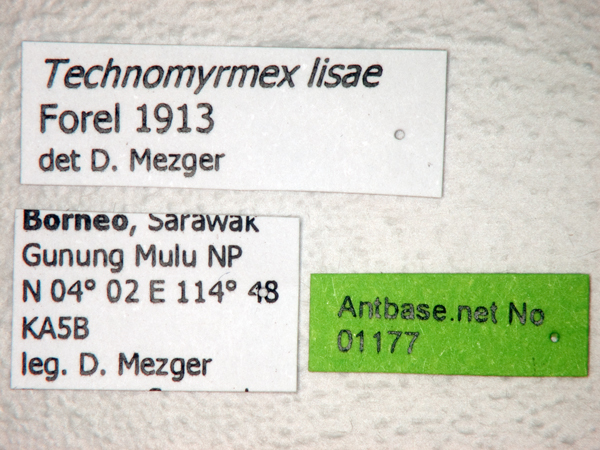 Technomyrmex lisae
Forel 1913
det D. Mezger
Borneo, Sarawak
Gunung Mulu NP
N 04° 02 E 114° 48
KA5B
leg. D. Mezger
Antbase.net No
01177